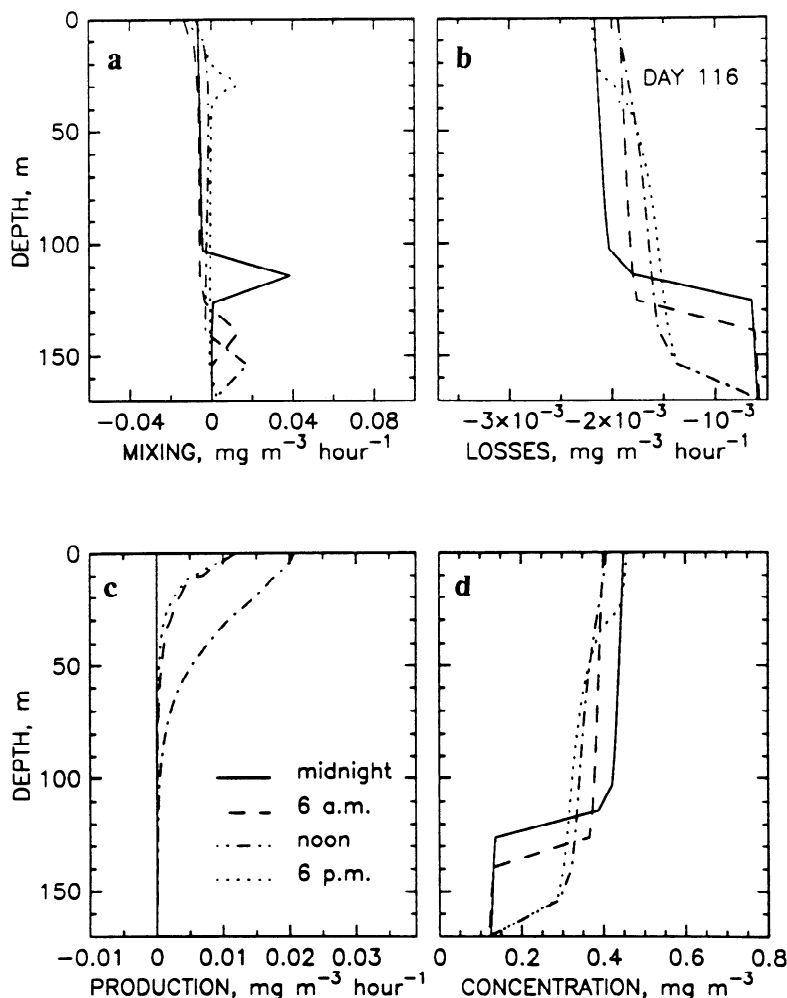 0
50
100
150
DEPTH, m
a
−0.04 0 0.04 0.08
MIXING, mg m⁻³ hour⁻¹
b
DAY 116
−3×10⁻³ −2×10⁻³ −10⁻³
LOSSES, mg m⁻³ hour⁻¹
0
50
100
150
DEPTH, m
c
midnight
6 a.m.
noon
6 p.m.
−0.01 0 0.01 0.02 0.03
PRODUCTION, mg m⁻³ hour⁻¹
d
0 0.2 0.4 0.6 0.8
CONCENTRATION, mg m⁻³